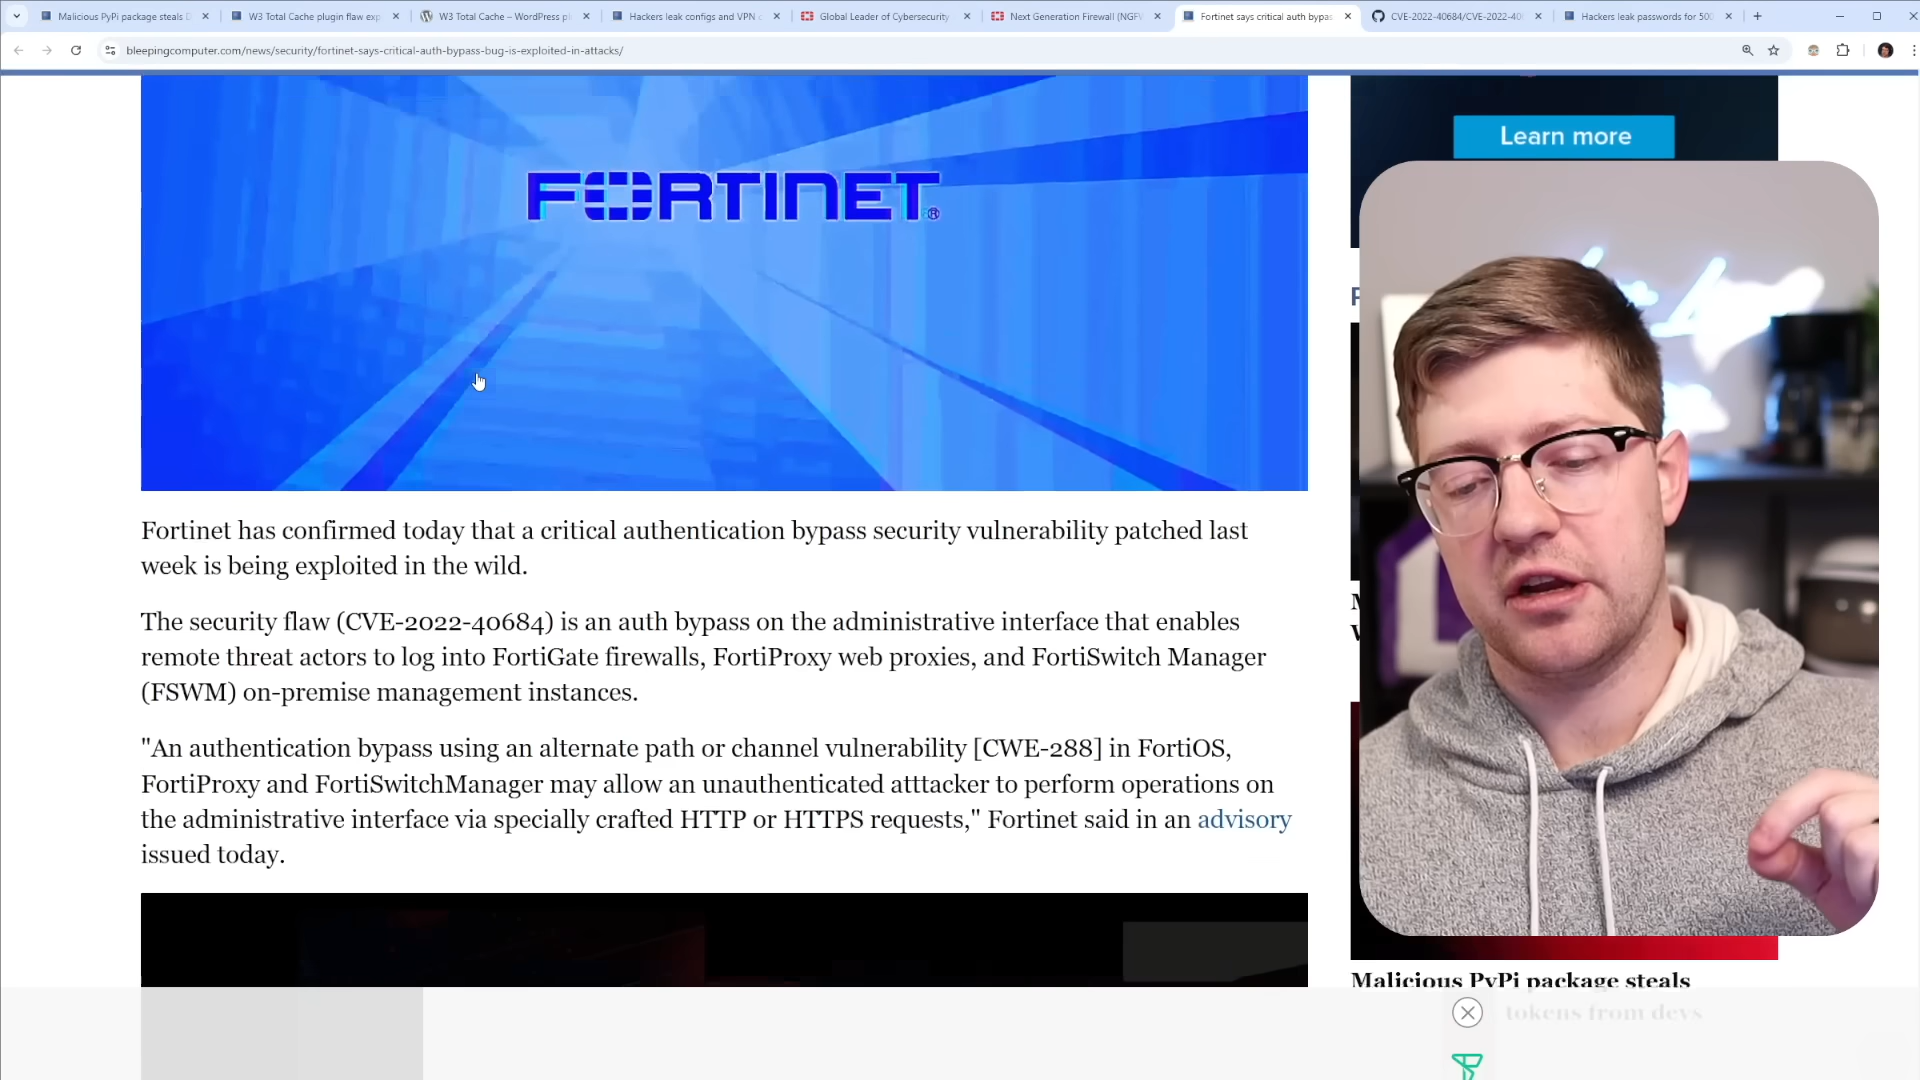 Malicious PyPi package steals D
W3 Total Cache plugin flaw exp
W3 Total Cache – WordPress pl
Hackers leak configs and VPN c
Global Leader of Cybersecurity
Next Generation Firewall (NGFW
Fortinet says critical auth bypas
CVE-2022-40684/CVE-2022-40
Hackers leak passwords for 500
bleepingcomputer.com/news/security/fortinet-says-critical-auth-bypass-bug-is-exploited-in-attacks/
FORTINET®
Learn more
Fortinet has confirmed today that a critical authentication bypass security vulnerability patched last
week is being exploited in the wild.
The security flaw (CVE-2022-40684) is an auth bypass on the administrative interface that enables
remote threat actors to log into FortiGate firewalls, FortiProxy web proxies, and FortiSwitch Manager
(FSWM) on-premise management instances.
"An authentication bypass using an alternate path or channel vulnerability [CWE-288] in FortiOS,
FortiProxy and FortiSwitchManager may allow an unauthenticated atttacker to perform operations on
the administrative interface via specially crafted HTTP or HTTPS requests," Fortinet said in an advisory
issued today.
Malicious PyPi package steals
tokens from devs